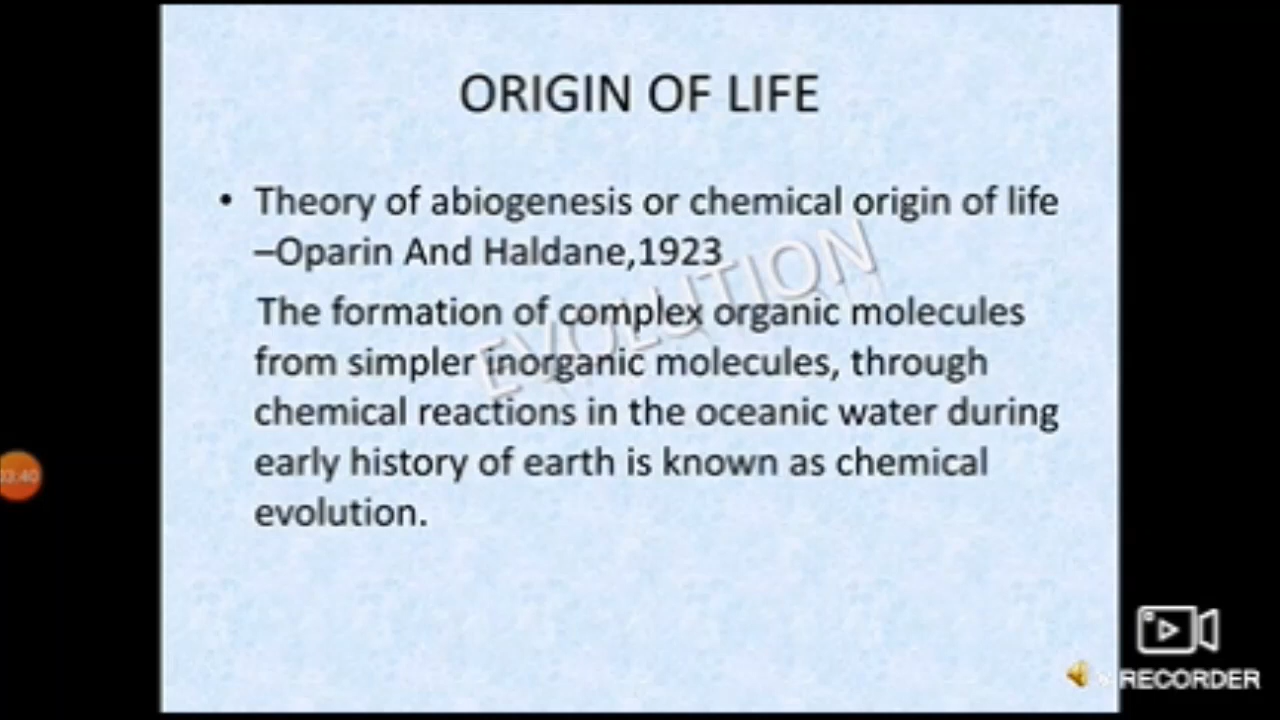 ORIGIN OF LIFE
• Theory of abiogenesis or chemical origin of life
–Oparin And Haldane,1923
EVOLUTION
The formation of complex organic molecules
from simpler inorganic molecules, through
chemical reactions in the oceanic water during
early history of earth is known as chemical
evolution.
03:40
RECORDER